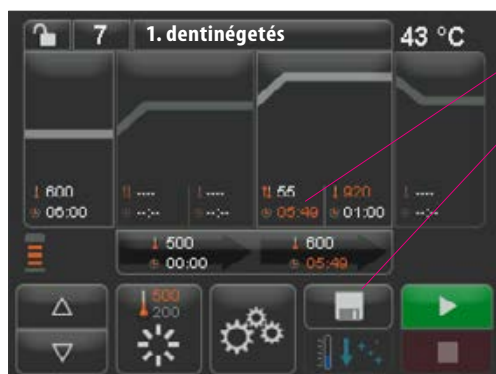 7 1. dentinégetés 43 °C
600 ---- ---- 55 920 ----
06:00 --:- --:- 05:49 01:00 --:-
500 600
00:00 05:49
500
200